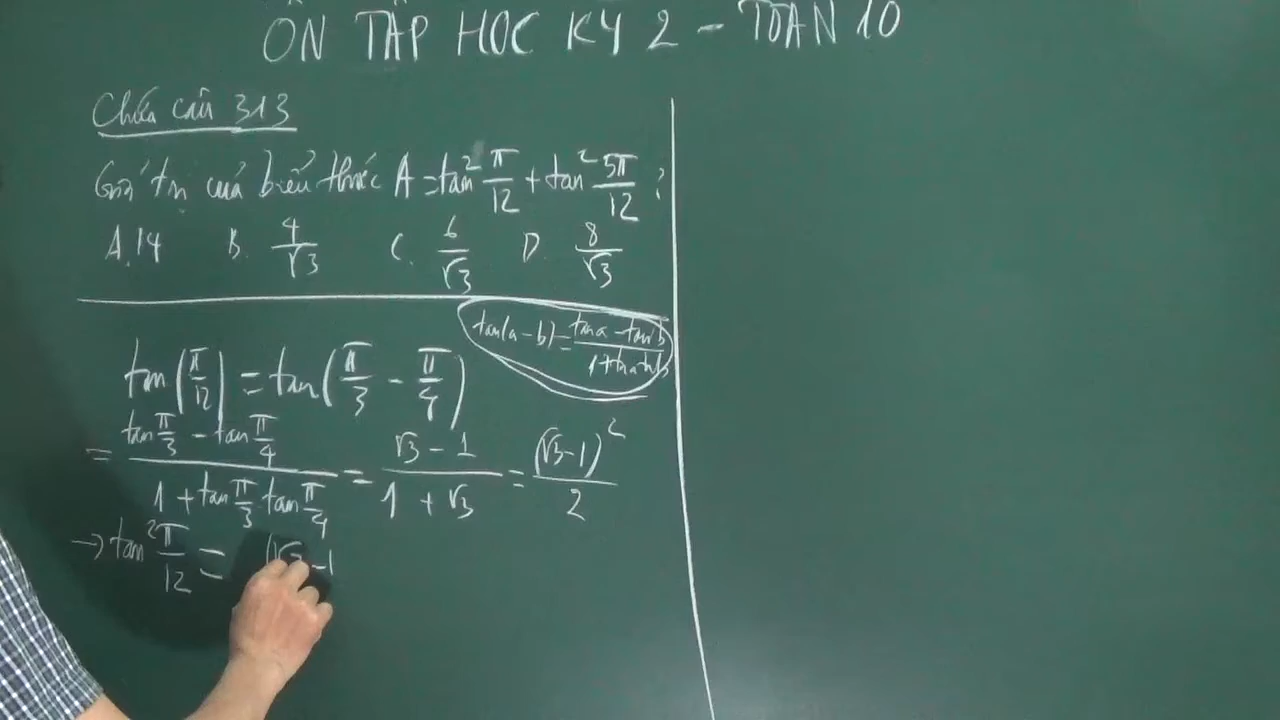 ÔN TẬP HỌC KỲ 2 - TOÁN 10
Chữa câu 313
Giá trị của biểu thức A = tan² π/12 + tan² 5π/12 :
A. 14 B. 4/√3 C. 6/√3 D. 8/√3
tan(a - b) = (tan a - tan b)/(1 + tan a tan b)
tan(π/12) = tan(π/3 - π/4)
= (tan π/3 - tan π/4)/(1 + tan π/3 . tan π/4) = (√3 - 1)/(1 + √3) = (√3 - 1)²/2
→ tan² π/12 = (√3 - 1